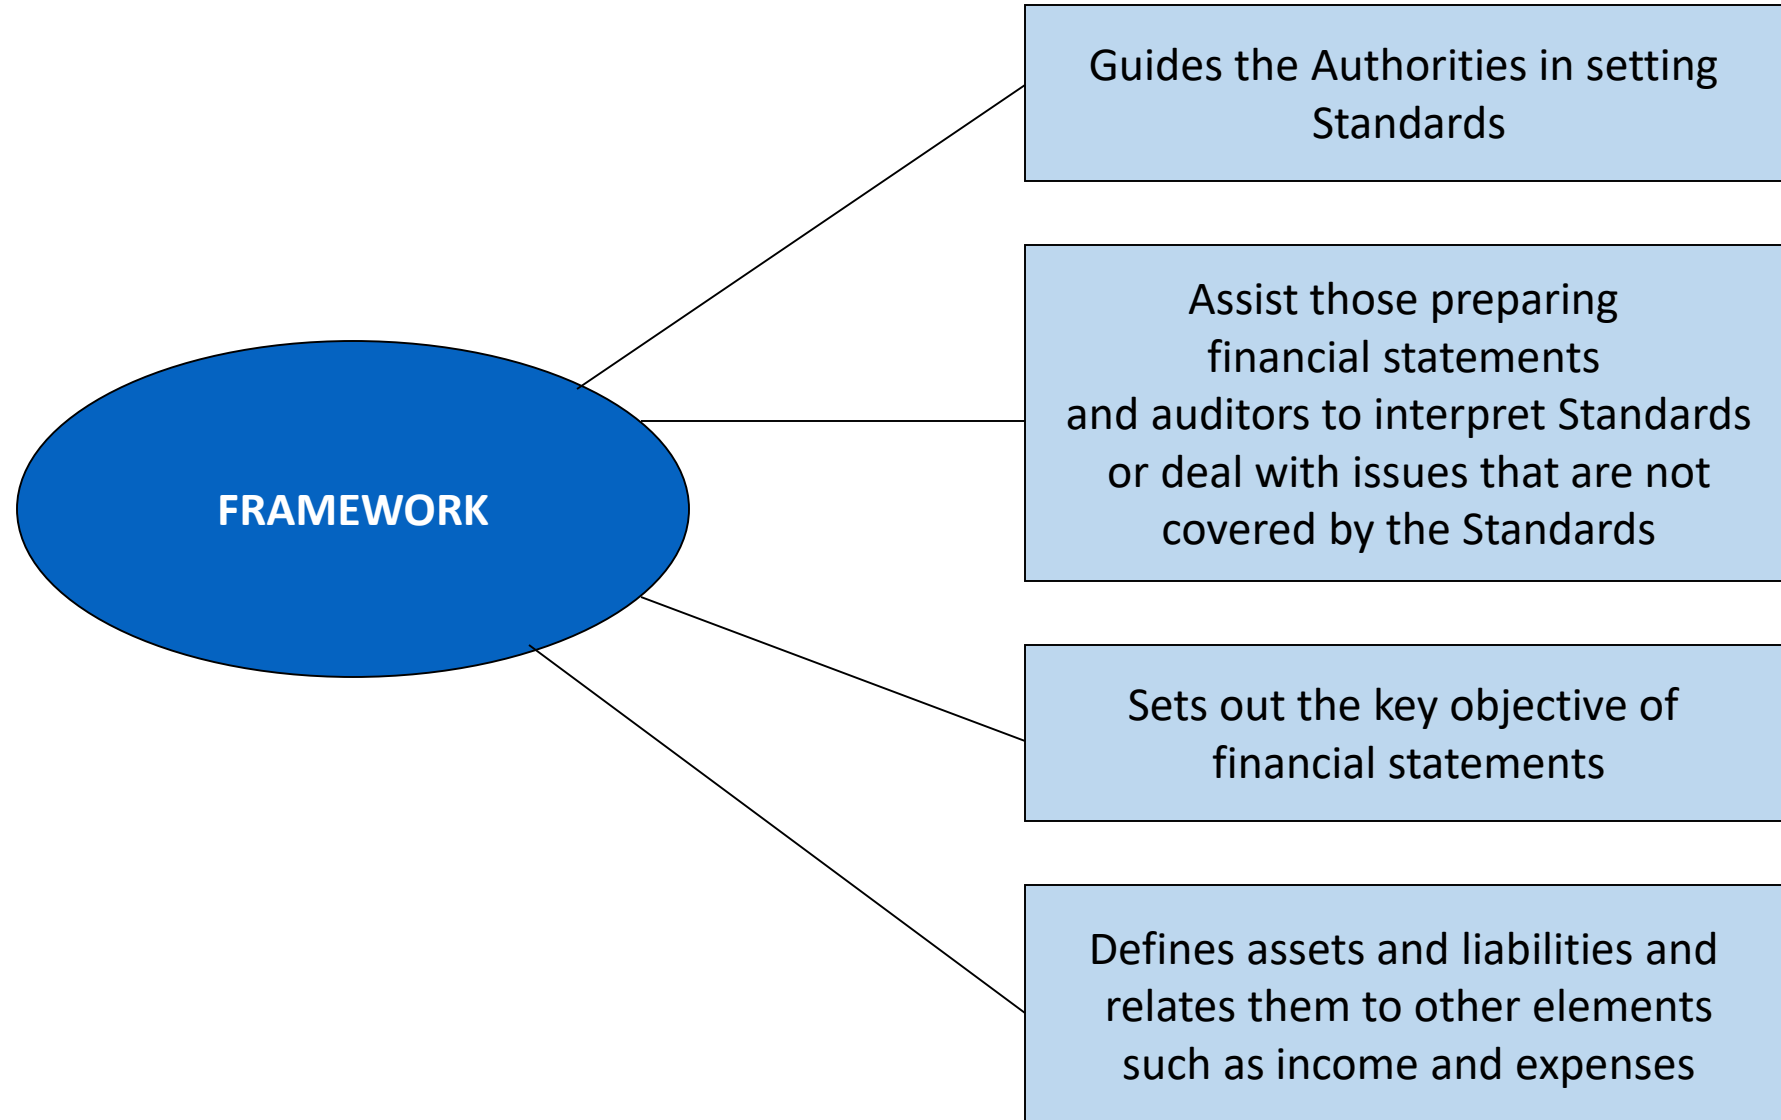 Guides the Authorities in setting
Standards
Assist those preparing
financial statements
and auditors to interpret Standards
or deal with issues that are not
covered by the Standards
FRAMEWORK
Sets out the key objective of
financial statements
Defines assets and liabilities and
relates them to other elements
such as income and expenses